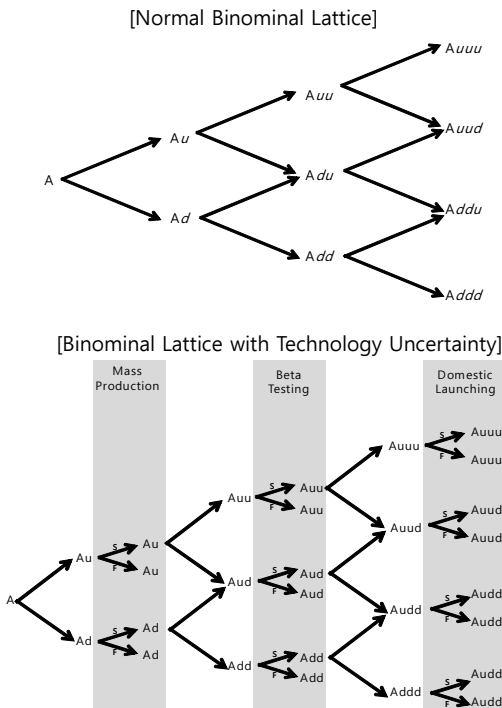 [Normal Binominal Lattice]
Auuu
Auu
Au
Auud
A
Adu
Ad
Addu
Add
Addd
[Binominal Lattice with Technology Uncertainty]
Mass
Production
Beta
Testing
Domestic
Launching
Auuu
S
F
Auuu
Auuu
Auu
S
F
Auu
Auu
Au
S
F
Au
Au
Auud
S
F
Auud
Auud
A
Aud
S
F
Aud
Aud
Ad
S
F
Ad
Ad
Audd
S
F
Audd
Audd
Add
S
F
Add
Add
Addd
S
F
Audd
Audd